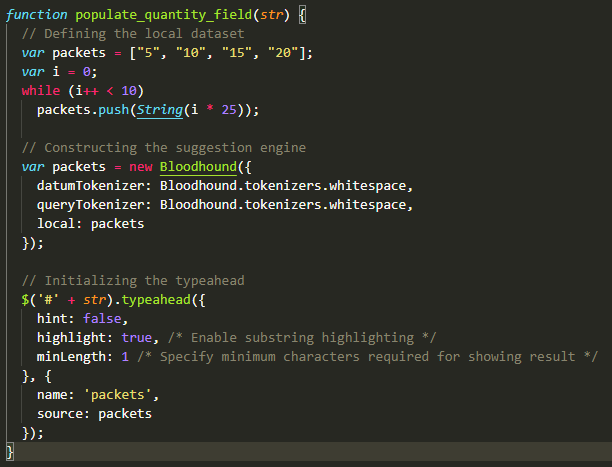 function populate_quantity_field(str) {
  // Defining the local dataset
  var packets = ["5", "10", "15", "20"];
  var i = 0;
  while (i++ < 10)
    packets.push(String(i * 25));

  // Constructing the suggestion engine
  var packets = new Bloodhound({
    datumTokenizer: Bloodhound.tokenizers.whitespace,
    queryTokenizer: Bloodhound.tokenizers.whitespace,
    local: packets
  });

  // Initializing the typeahead
  $('#' + str).typeahead({
    hint: false,
    highlight: true, /* Enable substring highlighting */
    minLength: 1 /* Specify minimum characters required for showing result */
  }, {
    name: 'packets',
    source: packets
  });
}